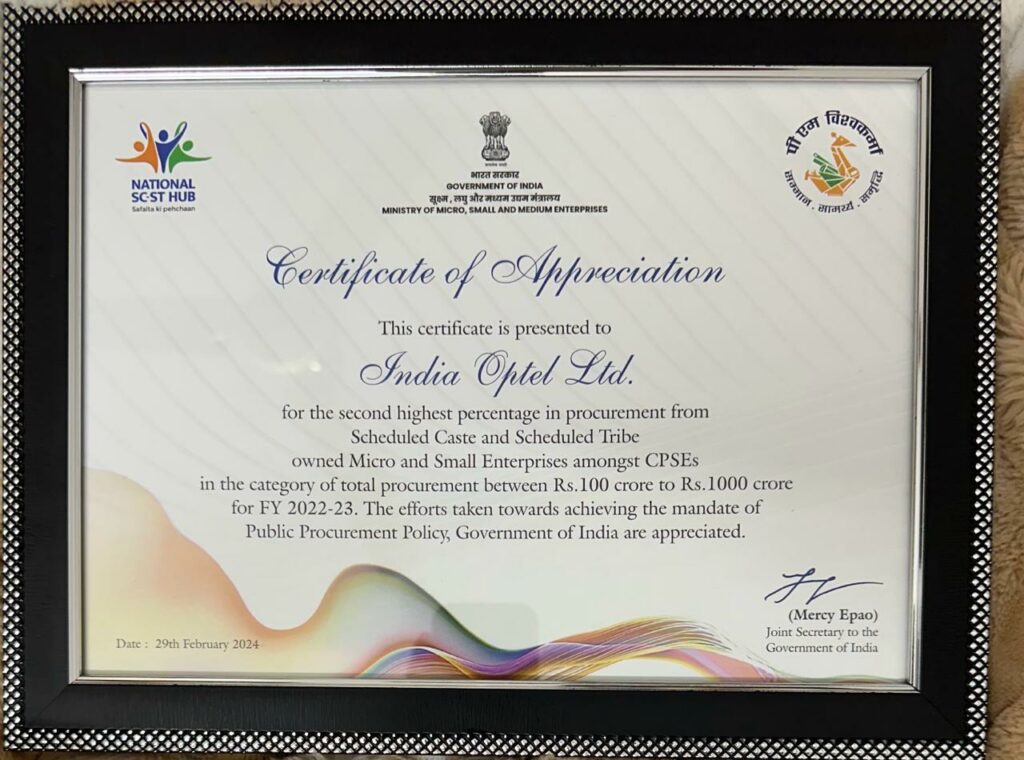 NATIONAL
SC-ST HUB
Safalta ki pehchaan
सत्यमेव जयते
भारत सरकार
GOVERNMENT OF INDIA
सूक्ष्म, लघु और मध्यम उद्यम मंत्रालय
MINISTRY OF MICRO, SMALL AND MEDIUM ENTERPRISES
पी एम विश्वकर्मा
सम्मान . सामर्थ्य . समृद्धि
Certificate of Appreciation
This certificate is presented to
India Optel Ltd.
for the second highest percentage in procurement from
Scheduled Caste and Scheduled Tribe
owned Micro and Small Enterprises amongst CPSEs
in the category of total procurement between Rs.100 crore to Rs.1000 crore
for FY 2022-23. The efforts taken towards achieving the mandate of
Public Procurement Policy, Government of India are appreciated.
(Mercy Epao)
Joint Secretary to the
Government of India
Date : 29th February 2024